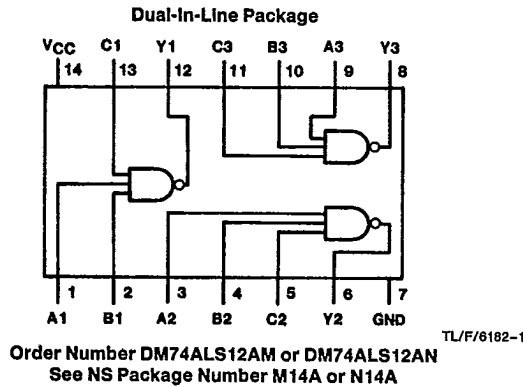 Dual-In-Line Package
VCC C1 Y1 C3 B3 A3 Y3
14 13 12 11 10 9 8
1 2 3 4 5 6 7
A1 B1 A2 B2 C2 Y2 GND
TL/F/6182-1
Order Number DM74ALS12AM or DM74ALS12AN
See NS Package Number M14A or N14A